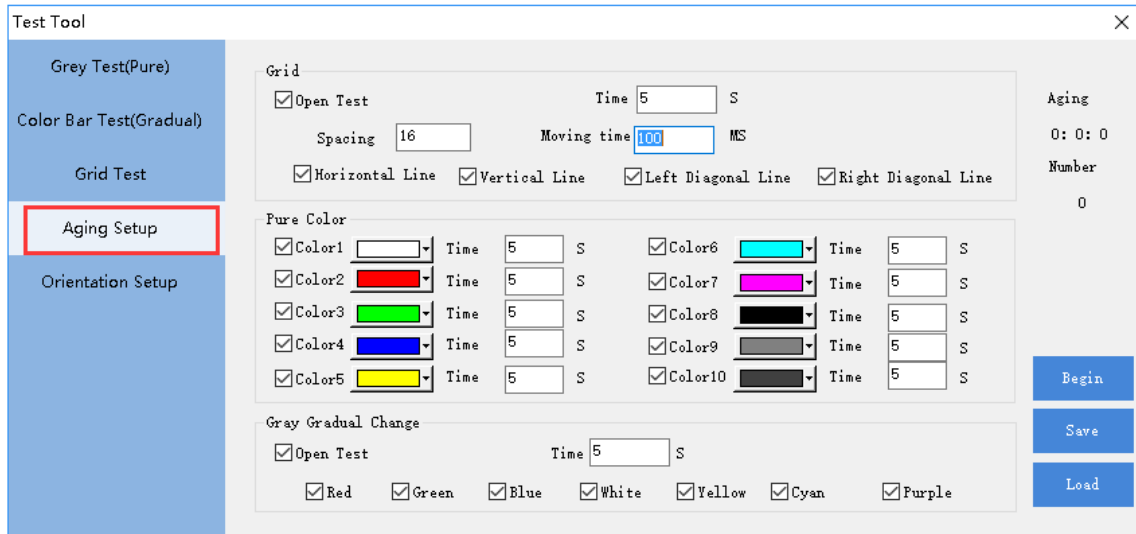 Test Tool
Grey Test(Pure)
Color Bar Test(Gradual)
Grid Test
Aging Setup
Orientation Setup
Grid
Open Test Time 5 S
Spacing 16 Moving time 100 MS
Horizontal Line Vertical Line Left Diagonal Line Right Diagonal Line
Pure Color
Color1 Time 5 S Color6 Time 5 S
Color2 Time 5 S Color7 Time 5 S
Color3 Time 5 S Color8 Time 5 S
Color4 Time 5 S Color9 Time 5 S
Color5 Time 5 S Color10 Time 5 S
Gray Gradual Change
Open Test Time 5 S
Red Green Blue White Yellow Cyan Purple
Aging
0: 0: 0
Number
0
Begin
Save
Load